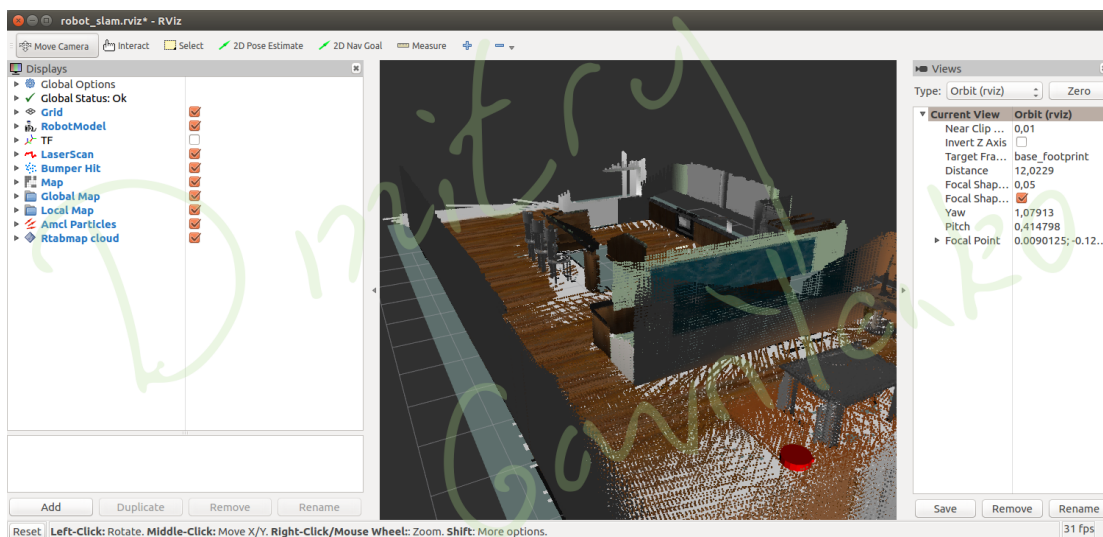 robot_slam.rviz* - RViz
Move Camera Interact Select 2D Pose Estimate 2D Nav Goal Measure
Displays
Global Options
Global Status: Ok
Grid
RobotModel
TF
LaserScan
Bumper Hit
Map
Global Map
Local Map
Amcl Particles
Rtabmap cloud
Add Duplicate Remove Rename
Views
Type: Orbit (rviz) Zero
Current View Orbit (rviz)
Near Clip ... 0,01
Invert Z Axis
Target Fra... base_footprint
Distance 12,0229
Focal Shap... 0,05
Focal Shap...
Yaw 1,07913
Pitch 0,414798
Focal Point 0.0090125; -0.12...
Save Remove Rename
Reset Left-Click: Rotate. Middle-Click: Move X/Y. Right-Click/Mouse Wheel:: Zoom. Shift: More options. 31 fps
Dmitry